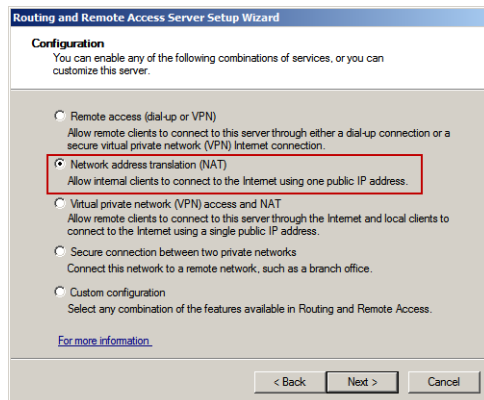 Routing and Remote Access Server Setup Wizard
Configuration
You can enable any of the following combinations of services, or you can
customize this server.
Remote access (dial-up or VPN)
Allow remote clients to connect to this server through either a dial-up connection or a
secure virtual private network (VPN) Internet connection.
Network address translation (NAT)
Allow internal clients to connect to the Internet using one public IP address.
Virtual private network (VPN) access and NAT
Allow remote clients to connect to this server through the Internet and local clients to
connect to the Internet using a single public IP address.
Secure connection between two private networks
Connect this network to a remote network, such as a branch office.
Custom configuration
Select any combination of the features available in Routing and Remote Access.
For more information
< Back Next > Cancel